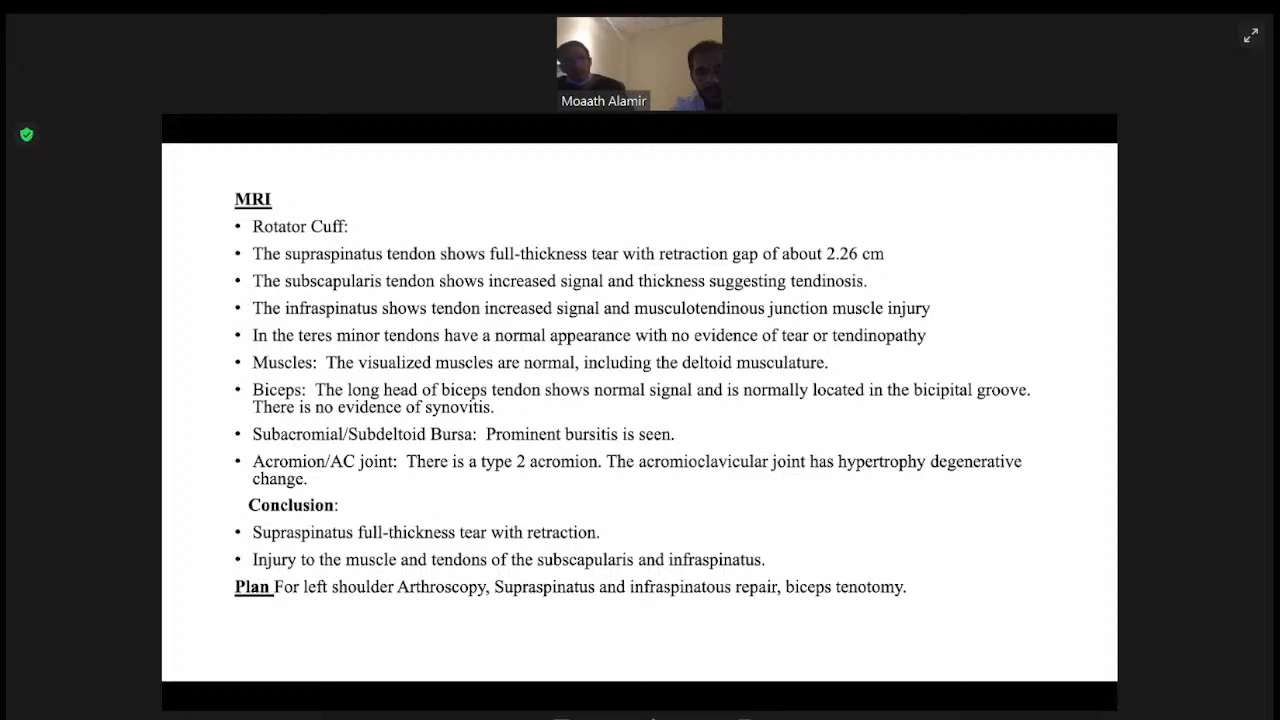 Moaath Alamir
MRI
• Rotator Cuff:
• The supraspinatus tendon shows full-thickness tear with retraction gap of about 2.26 cm
• The subscapularis tendon shows increased signal and thickness suggesting tendinosis.
• The infraspinatus shows tendon increased signal and musculotendinous junction muscle injury
• In the teres minor tendons have a normal appearance with no evidence of tear or tendinopathy
• Muscles: The visualized muscles are normal, including the deltoid musculature.
• Biceps: The long head of biceps tendon shows normal signal and is normally located in the bicipital groove.
There is no evidence of synovitis.
• Subacromial/Subdeltoid Bursa: Prominent bursitis is seen.
• Acromion/AC joint: There is a type 2 acromion. The acromioclavicular joint has hypertrophy degenerative
change.
Conclusion:
• Supraspinatus full-thickness tear with retraction.
• Injury to the muscle and tendons of the subscapularis and infraspinatus.
Plan For left shoulder Arthroscopy, Supraspinatus and infraspinatous repair, biceps tenotomy.